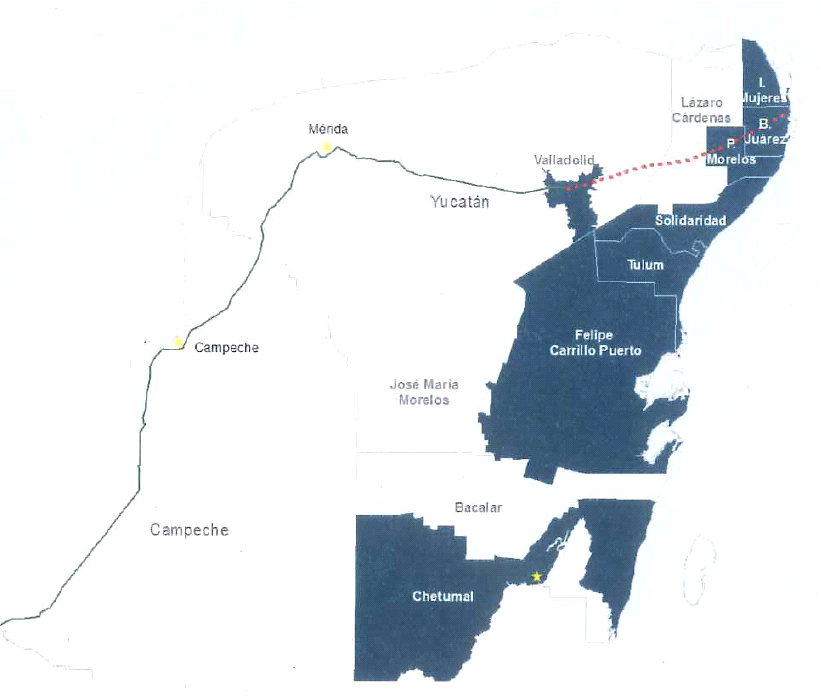 I.
Mujeres
Lázaro
Cárdenas
B.
Juárez
Mérida
P.
Morelos
Valladolid
Yucatán
Solidaridad
Tulum
Felipe
Carrillo Puerto
Campeche
José María
Morelos
Bacalar
Campeche
Chetumal